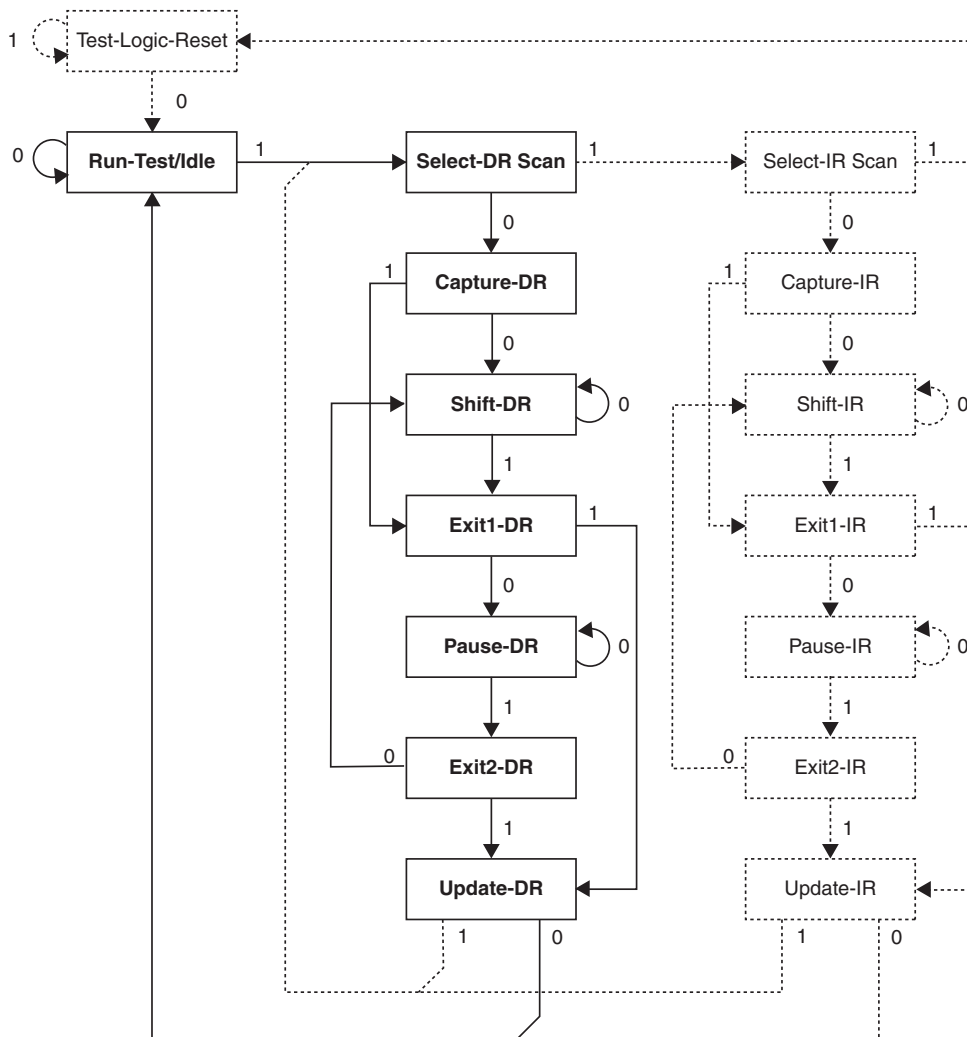 1
Test-Logic-Reset
0
0
Run-Test/Idle
1
Select-DR Scan
1
Select-IR Scan
1
0
0
1
Capture-DR
1
Capture-IR
0
0
Shift-DR
0
Shift-IR
0
1
1
Exit1-DR
1
Exit1-IR
1
0
0
Pause-DR
0
Pause-IR
0
1
1
0
Exit2-DR
0
Exit2-IR
1
1
Update-DR
Update-IR
1
0
1
0